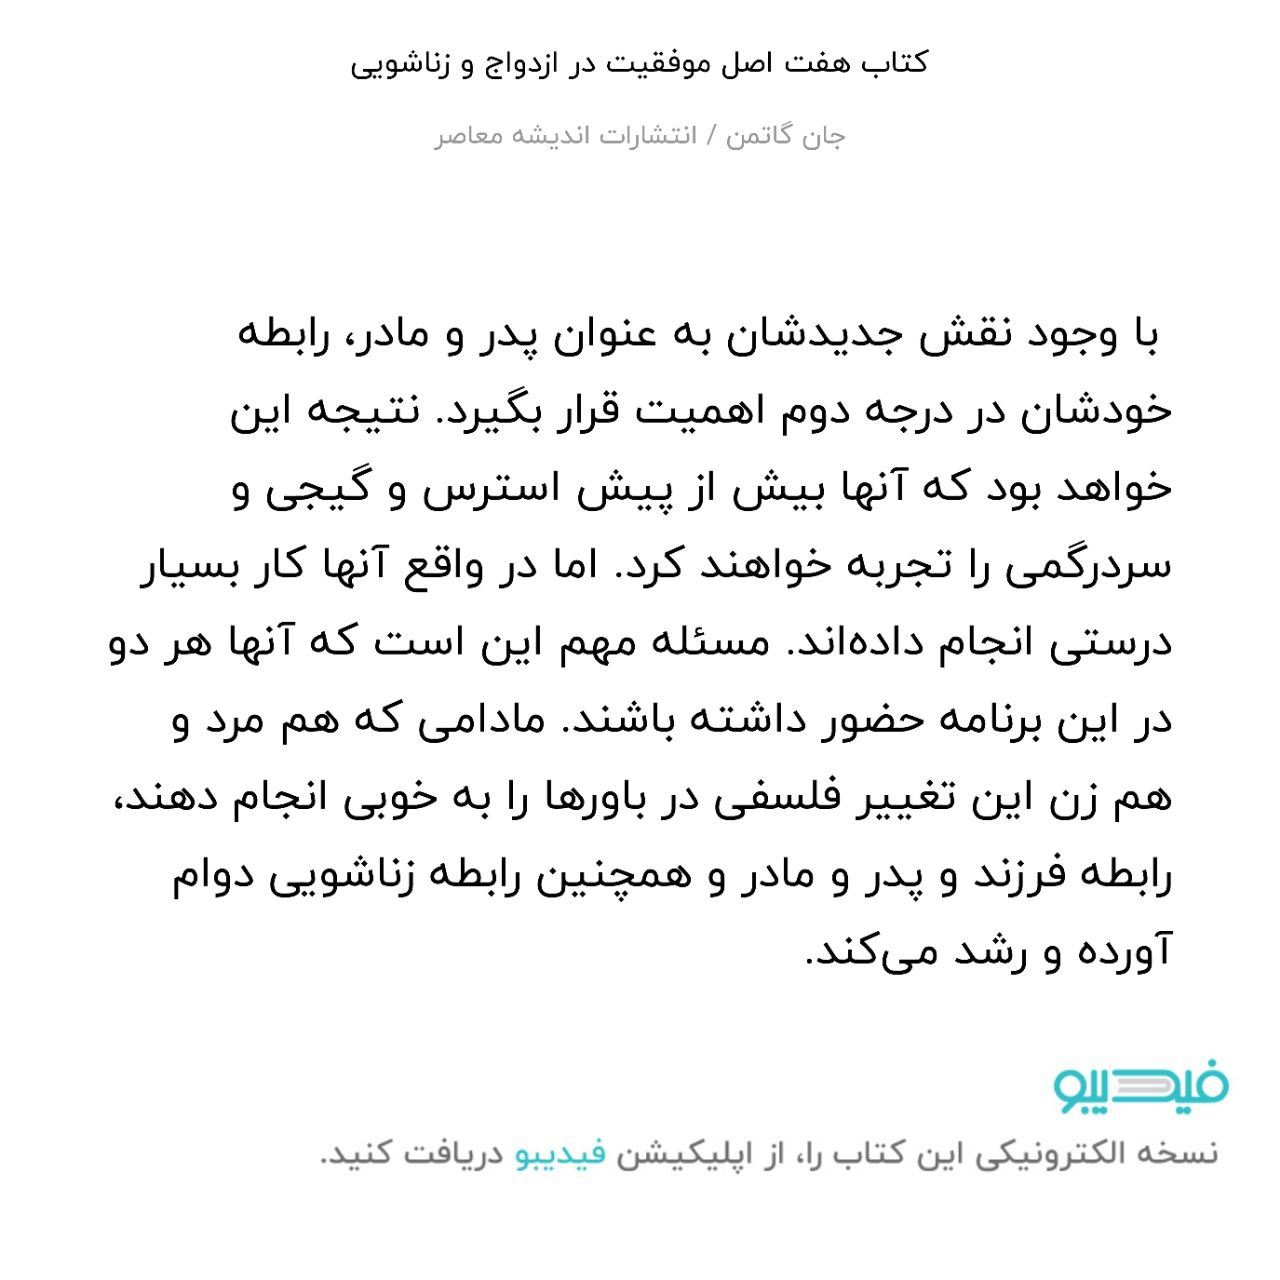 کتاب هفت اصل موفقیت در ازدواج و زناشویی
جان گاتمن / انتشارات اندیشه معاصر
با وجود نقش جدیدشان به عنوان پدر و مادر، رابطه
خودشان در درجه دوم اهمیت قرار بگیرد. نتیجه این
خواهد بود که آنها بیش از پیش استرس و گیجی و
سردرگمی را تجربه خواهند کرد. اما در واقع آنها کار بسیار
درستی انجام داده‌اند. مسئله مهم این است که آنها هر دو
در این برنامه حضور داشته باشند. مادامی که هم مرد و
هم زن این تغییر فلسفی در باورها را به خوبی انجام دهند،
رابطه فرزند و پدر و مادر و همچنین رابطه زناشویی دوام
آورده و رشد می‌کند.
فیدیبو
نسخه الکترونیکی این کتاب را، از اپلیکیشن فیدیبو دریافت کنید.